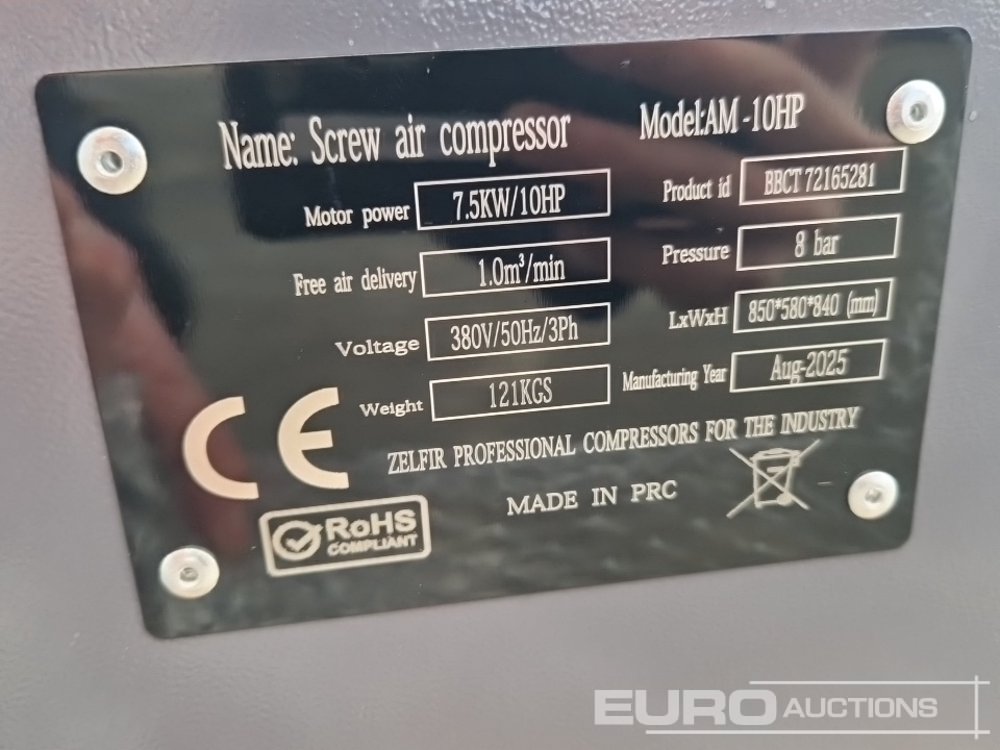 Name: Screw air compressor Model:AM-10HP
Motor power 7.5KW/10HP Product id BBCT 72165281
Free air delivery 1.0m³/min Pressure 8 bar
Voltage 380V/50Hz/3Ph LxWxH 850*580*840 (mm)
Weight 121KGS Manufacturing Year Aug-2025
CE ZELFIR PROFESSIONAL COMPRESSORS FOR THE INDUSTRY
MADE IN PRC
RoHS
COMPLIANT
EURO AUCTIONS